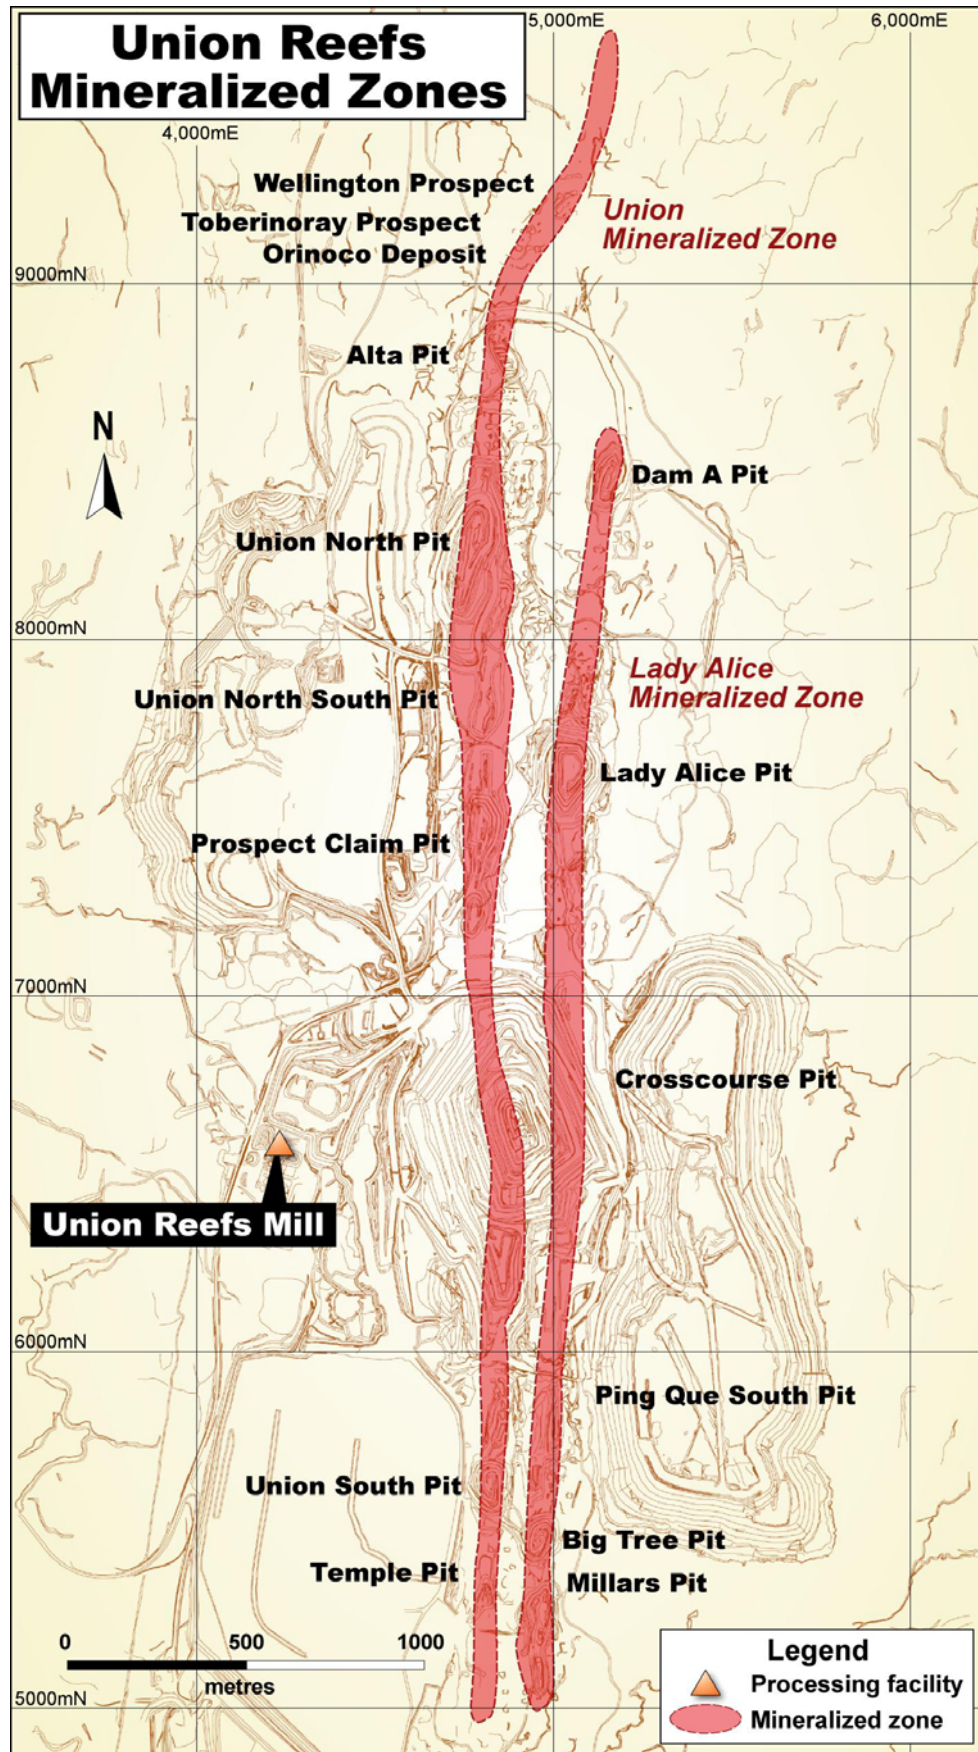 Union Reefs
Mineralized Zones
5,000mE
6,000mE
4,000mE
Wellington Prospect
Toberinoray Prospect
Orinoco Deposit
Union
Mineralized Zone
9000mN
Alta Pit
N
Dam A Pit
Union North Pit
8000mN
Lady Alice
Mineralized Zone
Union North South Pit
Lady Alice Pit
Prospect Claim Pit
7000mN
Crosscourse Pit
Union Reefs Mill
6000mN
Ping Que South Pit
Union South Pit
Big Tree Pit
Temple Pit
Millars Pit
0 500 1000
metres
5000mN
Legend
Processing facility
Mineralized zone